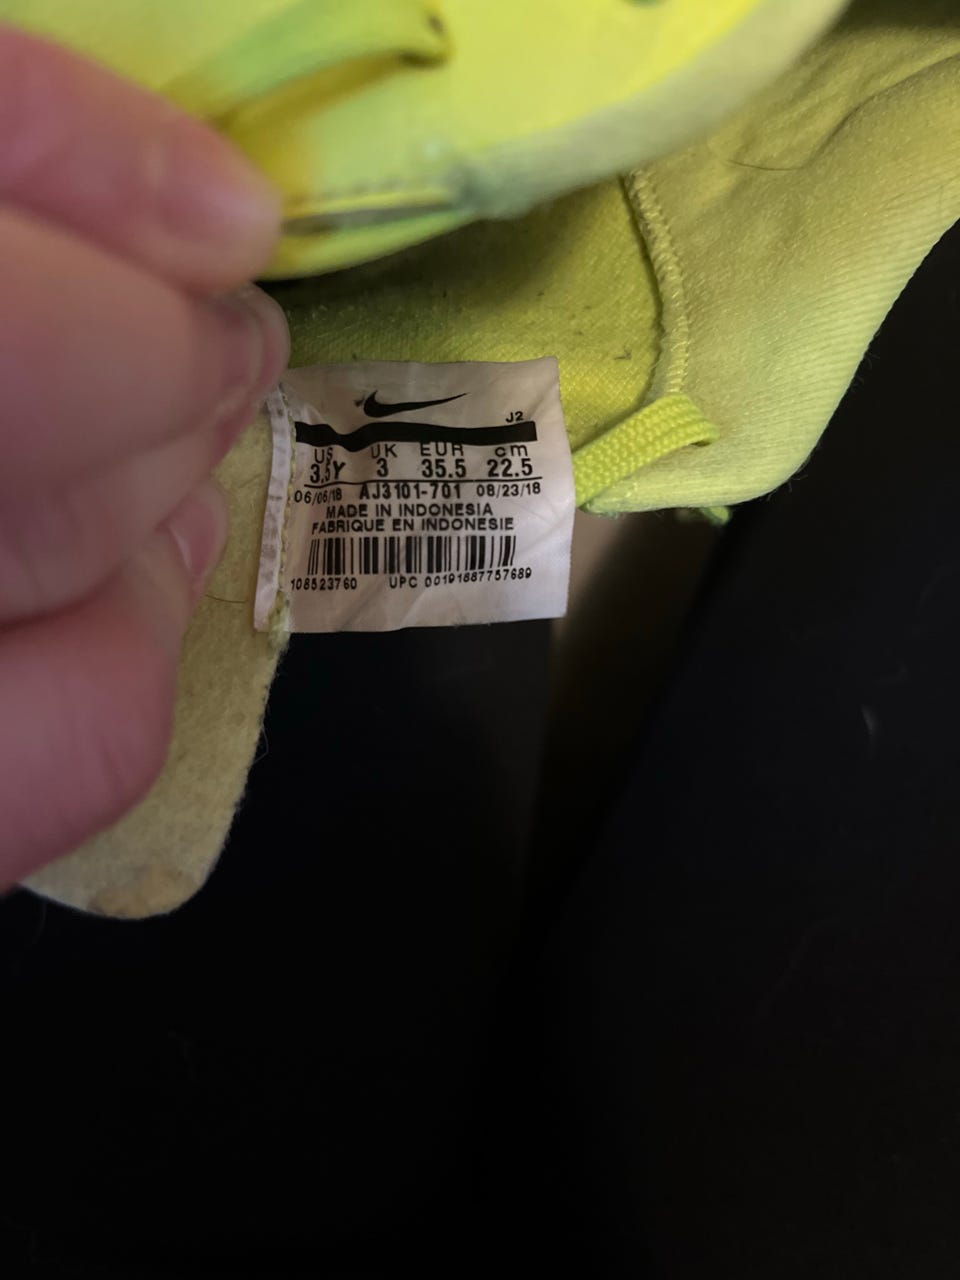 J2
US UK EUR cm
3.5Y 3 35.5 22.5
06/06/18 AJ3101-701 08/23/18
MADE IN INDONESIA
FABRIQUE EN INDONESIE
108523760 UPC 00191887757689